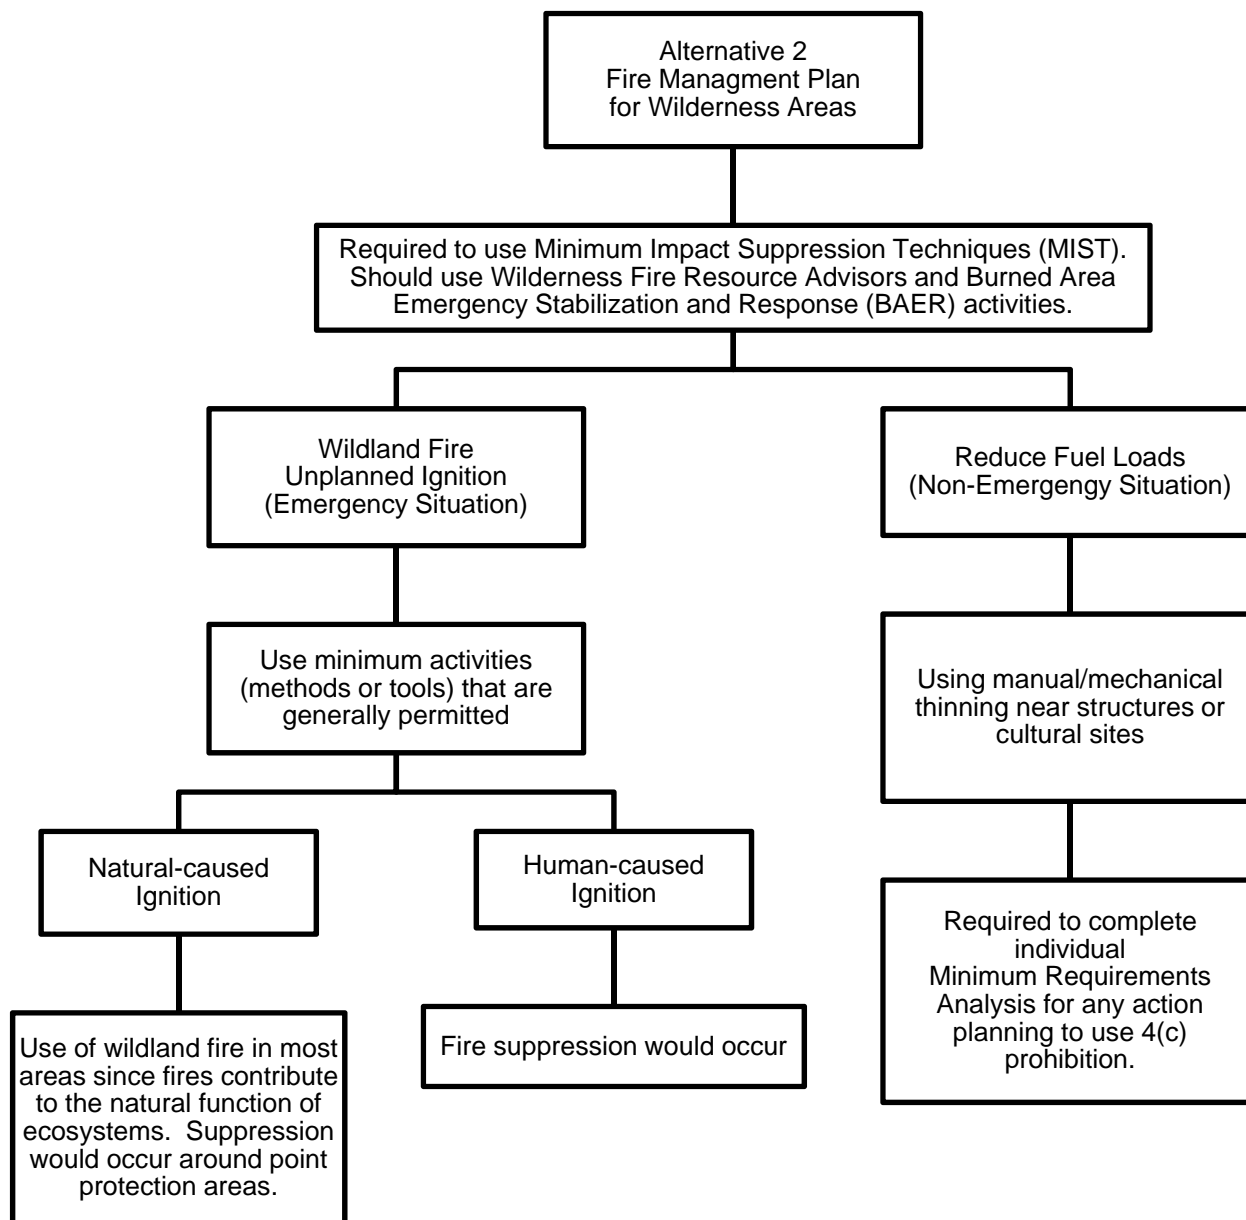 Alternative 2
Fire Managment Plan
for Wilderness Areas
Required to use Minimum Impact Suppression Techniques (MIST).
Should use Wilderness Fire Resource Advisors and Burned Area
Emergency Stabilization and Response (BAER) activities.
Wildland Fire
Unplanned Ignition
(Emergency Situation)
Reduce Fuel Loads
(Non-Emergengy Situation)
Use minimum activities
(methods or tools) that are
generally permitted
Using manual/mechanical
thinning near structures or
cultural sites
Natural-caused
Ignition
Human-caused
Ignition
Required to complete
individual
Minimum Requirements
Analysis for any action
planning to use 4(c)
prohibition.
Use of wildland fire in most
areas since fires contribute
to the natural function of
ecosystems.  Suppression
would occur around point
protection areas.
Fire suppression would occur